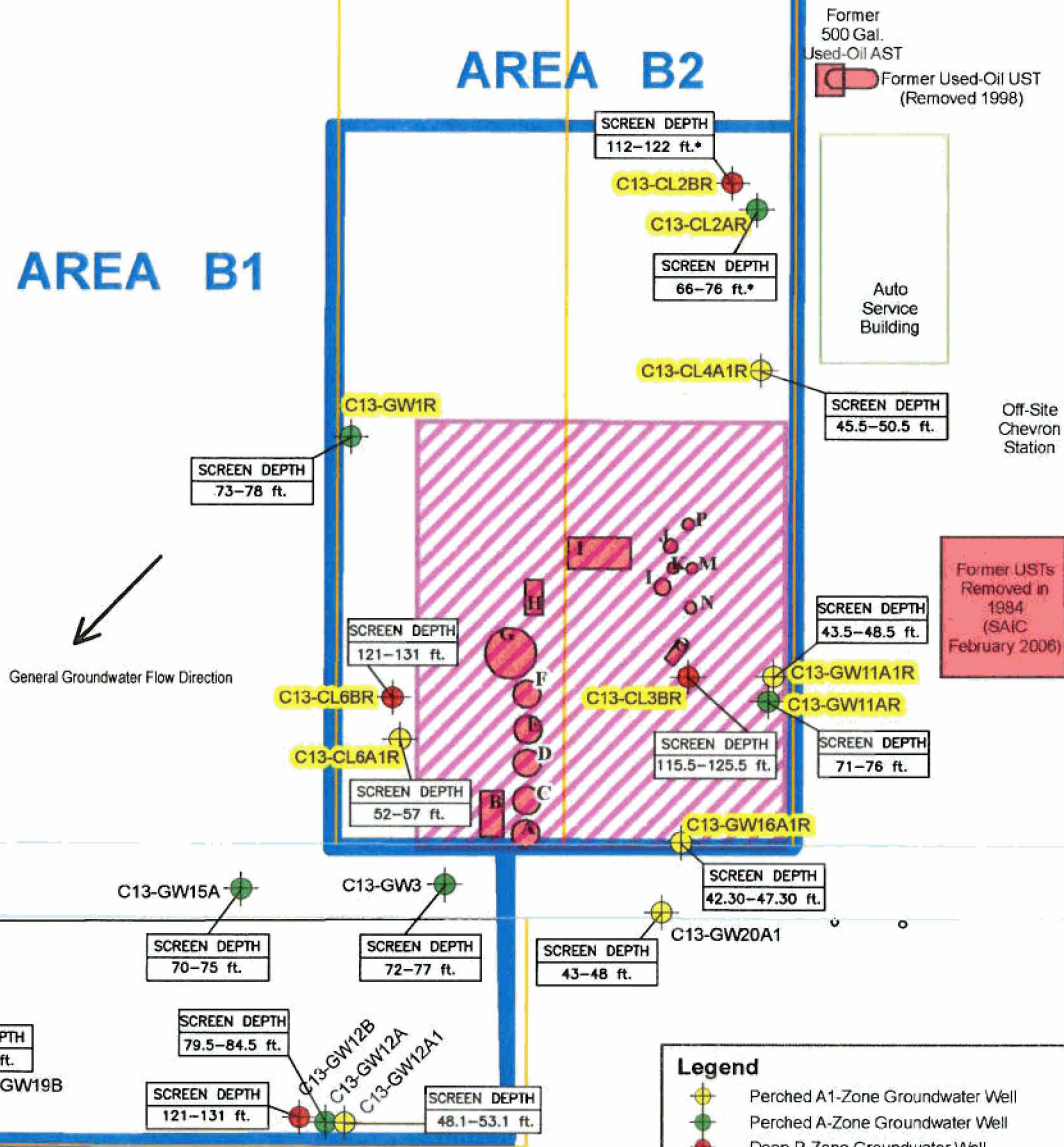 Former
500 Gal.
Used-Oil AST
Former Used-Oil UST
(Removed 1998)
AREA B2
SCREEN DEPTH
112–122 ft.*
C13-CL2BR
C13-CL2AR
SCREEN DEPTH
66–76 ft.*
AREA B1
Auto
Service
Building
C13-CL4A1R
SCREEN DEPTH
45.5–50.5 ft.
C13-GW1R
SCREEN DEPTH
73–78 ft.
Off-Site
Chevron
Station
P
J
I
K
M
L
H
N
Former USTs
Removed in
1984
(SAIC
February 2006)
SCREEN DEPTH
43.5–48.5 ft.
SCREEN DEPTH
121–131 ft.
G
O
General Groundwater Flow Direction
F
C13-GW11A1R
C13-CL6BR
C13-CL3BR
C13-GW11AR
E
SCREEN DEPTH
115.5–125.5 ft.
SCREEN DEPTH
71–76 ft.
C13-CL6A1R
D
SCREEN DEPTH
52–57 ft.
B
C
A
C13-GW16A1R
SCREEN DEPTH
42.30–47.30 ft.
C13-GW15A
C13-GW3
C13-GW20A1
SCREEN DEPTH
70–75 ft.
SCREEN DEPTH
72–77 ft.
SCREEN DEPTH
43–48 ft.
SCREEN DEPTH
79.5–84.5 ft.
C13-GW12B
C13-GW12A
C13-GW12A1
PTH
ft.
GW19B
SCREEN DEPTH
121–131 ft.
SCREEN DEPTH
48.1–53.1 ft.
Legend
Perched A1-Zone Groundwater Well
Perched A-Zone Groundwater Well
Deep B-Zone Groundwater Well